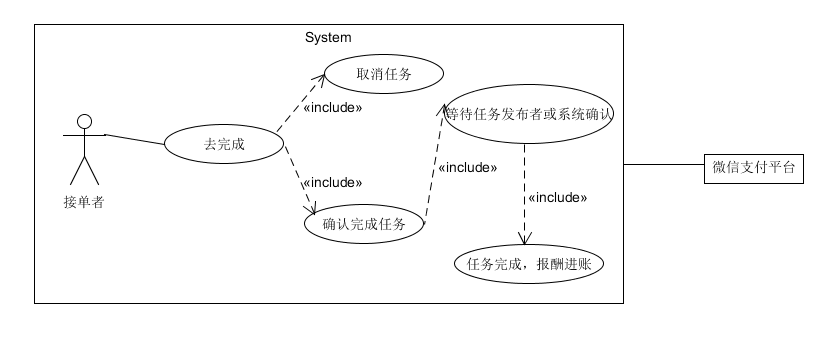 System
取消任务
«include»
等待任务发布者或系统确认
去完成
«include»
微信支付平台
«include»
接单者
«include»
确认完成任务
任务完成，报酬进账